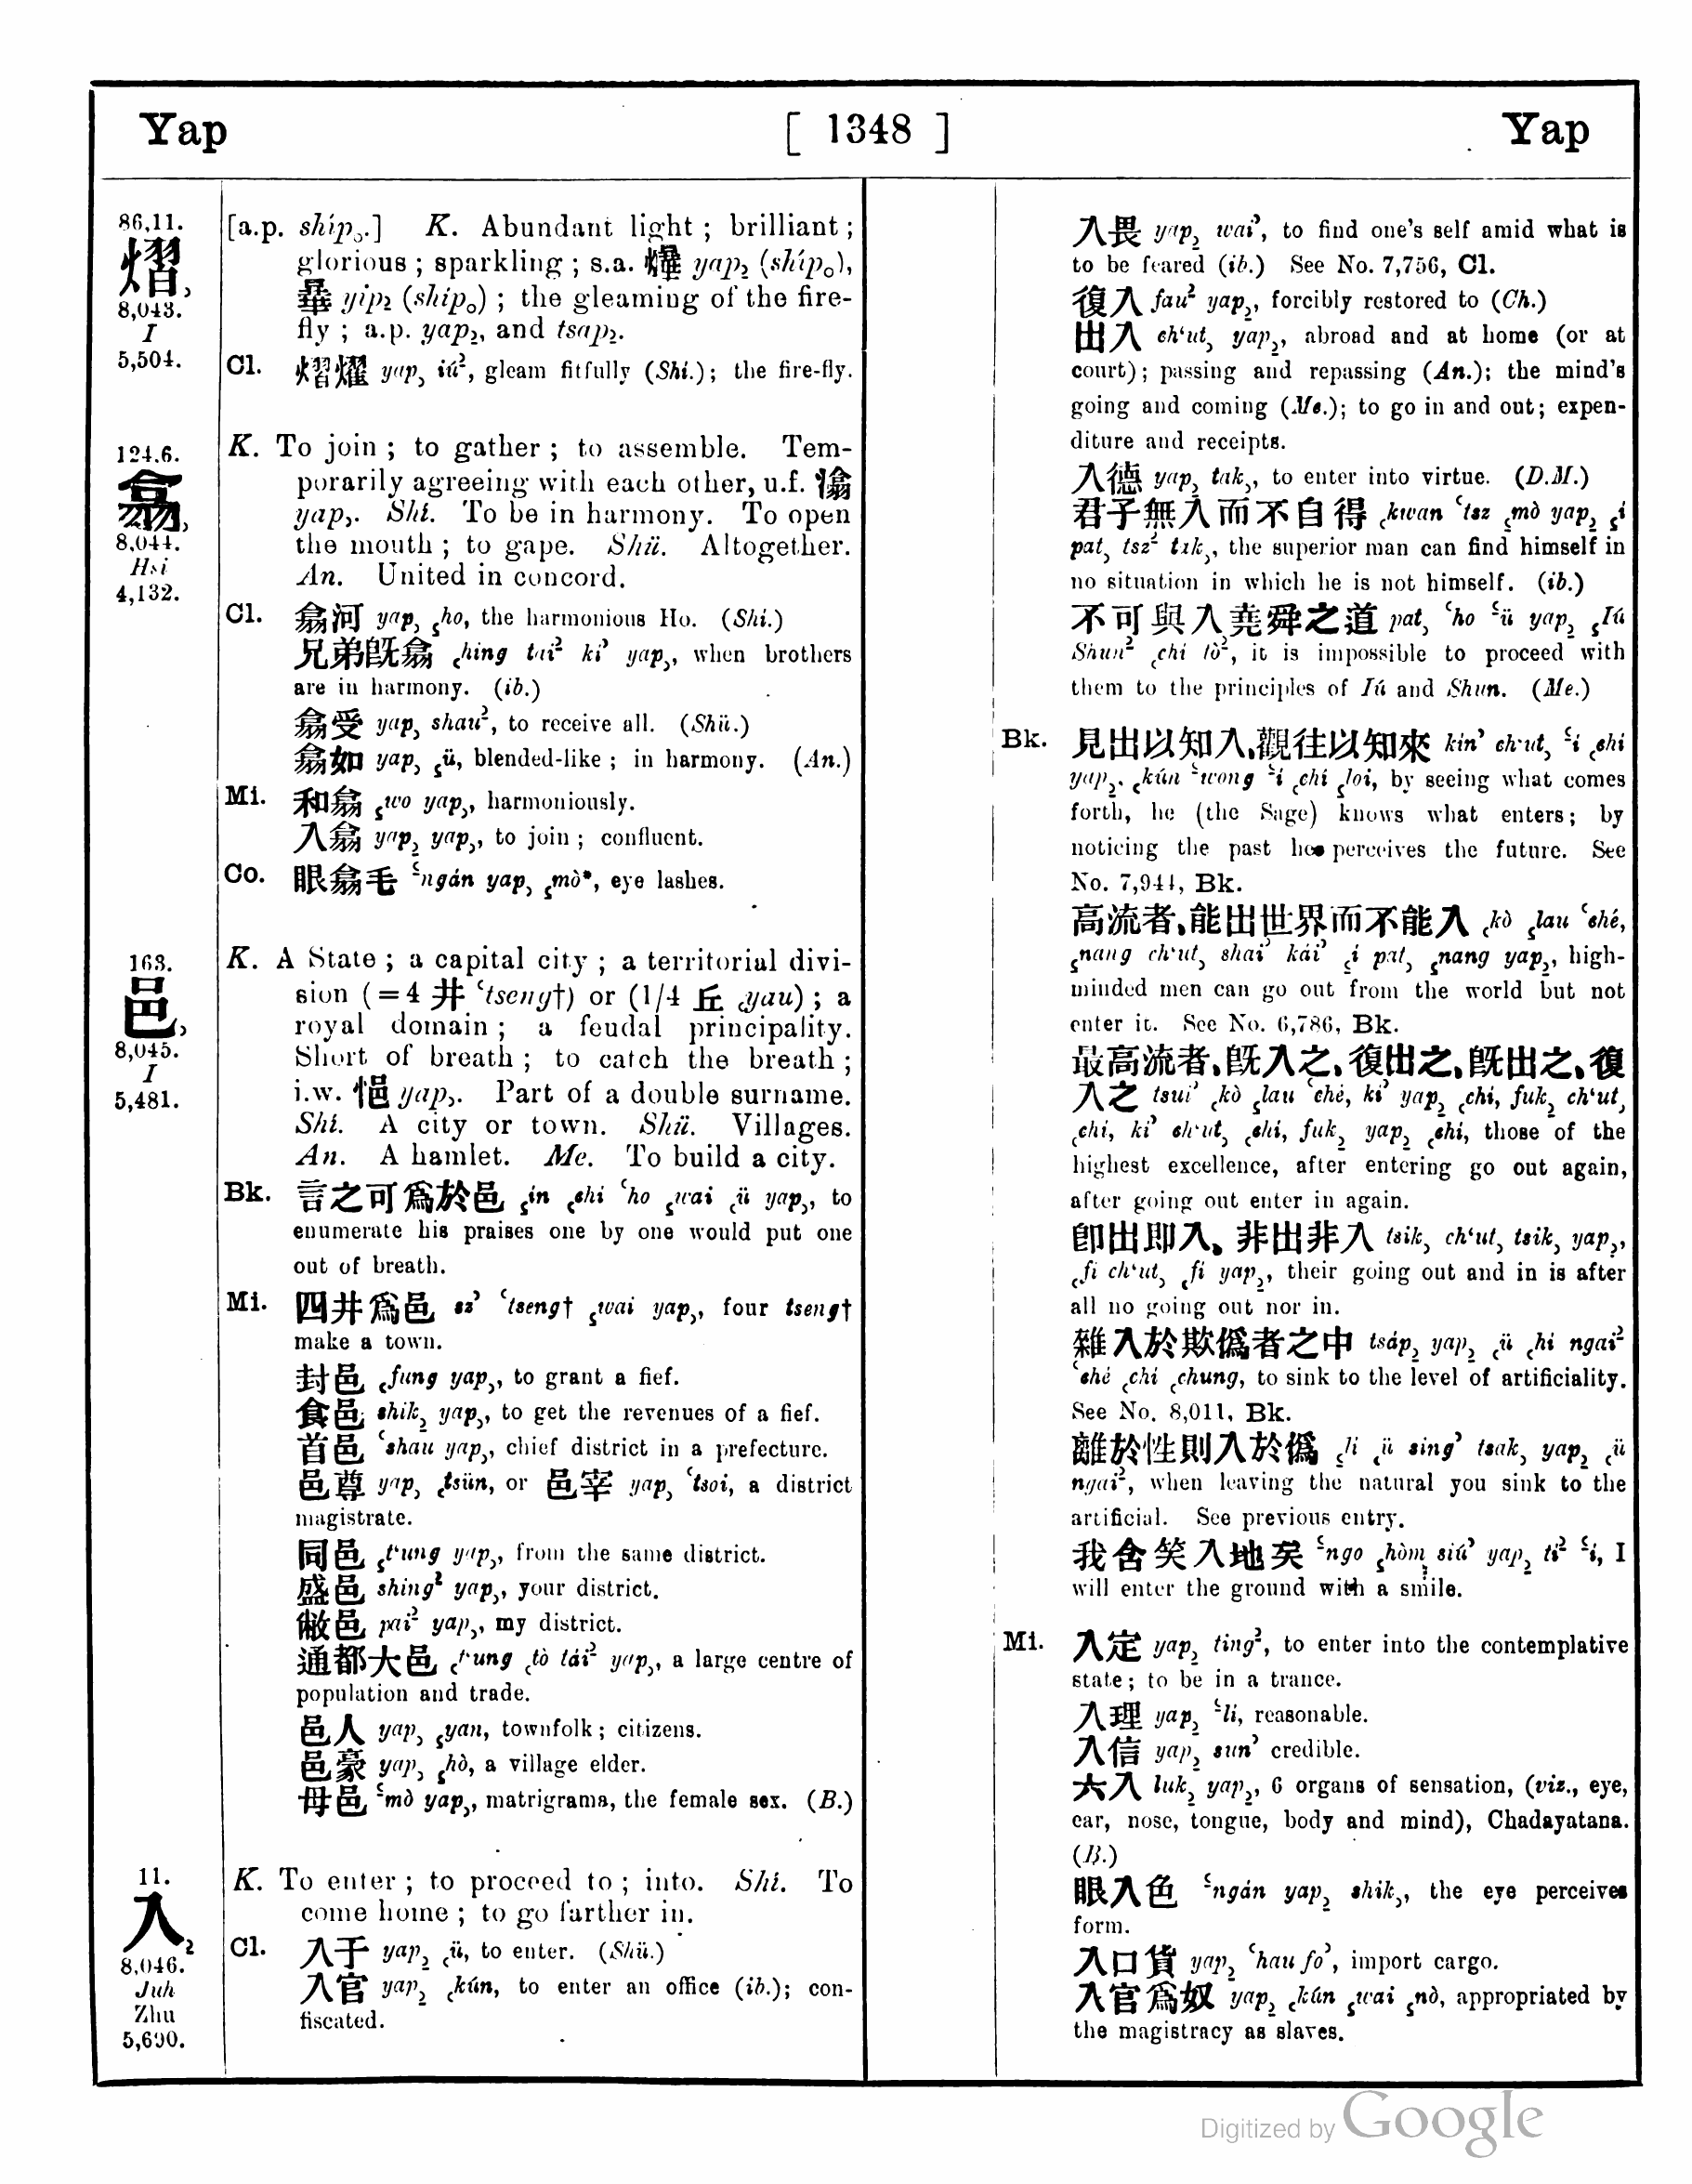 Yap [ 1348 ] Yap
86,11.
熠,
8,043.
I
5,504.
[a.p. shíp。.] K. Abundant light ; brilliant ;
glorious ; sparkling ; s.a. 爗 yap₂ (shíp。),
yip₂ (ship。) ; the gleaming of the fire-
fly ; a.p. yap₂, and tsap₂.
Cl. 熠燿 yap, iú², gleam fitfully (Shi.); the fire-fly.
124.6.
翕,
8,044.
Hsi
4,132.
K. To join ; to gather ; to assemble. Tem-
porarily agreeing with each other, u.f. 噏
yap,. Shi. To be in harmony. To open
the mouth ; to gape. Shü. Altogether.
An. United in concord.
Cl. 翕河 yap, ˛ho, the harmonious Ho. (Shi.)
兄弟旣翕 ˛hing tai² ki’ yap,, when brothers
are in harmony. (ib.)
翕受 yap, shau², to receive all. (Shü.)
翕如 yap, ˛ü, blended-like ; in harmony. (An.)
Mi. 和翕 ˛wo yap,, harmoniously.
入翕 yap₂ yap,, to join ; confluent.
Co. 眼翕毛 ‘ngán yap, ˛mò*, eye lashes.
163.
邑,
8,045.
I
5,481.
K. A State ; a capital city ; a territorial divi-
sion (=4 井 ‘tseng†) or (1/4 丘 ˛yau) ; a
royal domain ; a feudal principality.
Short of breath ; to catch the breath ;
i.w. 悒 yap,. Part of a double surname.
Shi. A city or town. Shü. Villages.
An. A hamlet. Me. To build a city.
Bk. 言之可爲於邑 ˛in ˛chi ‘ho ˛wai ˛ü yap,, to
enumerate his praises one by one would put one
out of breath.
Mi. 四井爲邑 sz’ ‘tseng† ˛wai yap,, four tseng†
make a town.
封邑 ˛fung yap,, to grant a fief.
食邑 shik₂ yap,, to get the revenues of a fief.
首邑 ‘shau yap,, chief district in a prefecture.
邑尊 yap, ˛tsün, or 邑宰 yap, ‘tsoi, a district
magistrate.
同邑 ˛t‘ung yap,, from the same district.
盛邑 shing² yap,, your district.
敝邑 pai² yap,, my district.
通都大邑 ˛t‘ung ˛tò tái² yap,, a large centre of
population and trade.
邑人 yap, ˛yan, townfolk ; citizens.
邑豪 yap, ˛hò, a village elder.
母邑 ‘mò yap,, matrigrama, the female sex. (B.)
11.
入₂
8,046.
Juh
Zhu
5,690.
K. To enter ; to proceed to ; into. Shi. To
come home ; to go farther in.
Cl. 入于 yap₂ ˛ü, to enter. (Shü.)
入官 yap₂ ˛kún, to enter an office (ib.); con-
fiscated.
入畏 yap₂ wai’, to find one's self amid what is
to be feared (ib.) See No. 7,756, Cl.
復入 fau² yap₂, forcibly restored to (Ch.)
出入 ch‘ut, yap₂, abroad and at home (or at
court) ; passing and repassing (An.); the mind's
going and coming (Me.); to go in and out; expen-
diture and receipts.
入德 yap₂ tak,, to enter into virtue. (D.M.)
君子無入而不自得 ˛kwan ‘tsz ˛mò yap₂ ˛i
pat, tsz² tak,, the superior man can find himself in
no situation in which he is not himself. (ib.)
不可與入堯舜之道 pat, ‘ho ‘ü yap₂ ˛Iú
Shun² ˛chi tò², it is impossible to proceed with
them to the principles of Iú and Shun. (Me.)
Bk. 見出以知入、觀往以知來 kin’ ch‘ut, ‘i ˛chi
yap₂, ˛kún ‘wong ‘i ˛chi ˛loi, by seeing what comes
forth, he (the Sage) knows what enters; by
noticing the past he perceives the future. See
No. 7,944, Bk.
高流者、能出世界而不能入 ˛kò ˛lau ‘ché,
˛nang ch‘ut, shai’ kái’ ˛i pat, ˛nang yap₂, high-
minded men can go out from the world but not
enter it. See No. 6,786, Bk.
最高流者、旣入之、復出之、旣出之、復
入之 tsui’ ˛kò ˛lau ‘ché, ki’ yap₂ ˛chi, fuk₂ ch‘ut,
˛chi, ki’ ch‘ut, ˛chi, fuk₂ yap₂ ˛chi, those of the
highest excellence, after entering go out again,
after going out enter in again.
卽出卽入、非出非入 tsik, ch‘ut, tsik, yap₂,
˛fi ch‘ut, ˛fi yap₂, their going out and in is after
all no going out nor in.
雜入於欺僞者之中 tsáp₂ yap₂ ˛ü ˛hi ngai²
‘ché ˛chi ˛chung, to sink to the level of artificiality.
See No. 8,011, Bk.
離於性則入於僞 ˛li ˛ü sing’ tsak, yap₂ ˛ü
ngai², when leaving the natural you sink to the
artificial. See previous entry.
我含笑入地矣 ‘ngo ˛hòm siú’ yap₂ ti² ‘i, I
will enter the ground with a smile.
Mi. 入定 yap₂ ting², to enter into the contemplative
state ; to be in a trance.
入理 yap₂ ‘li, reasonable.
入信 yap₂ sun’ credible.
六入 luk₂ yap₂, 6 organs of sensation, (viz., eye,
ear, nose, tongue, body and mind), Chadayatana.
(B.)
眼入色 ‘ngán yap₂ shik,, the eye perceives
form.
入口貨 yap₂ ‘hau fo’, import cargo.
入官爲奴 yap₂ ˛kún ˛wai ˛nò, appropriated by
the magistracy as slaves.
Digitized by Google